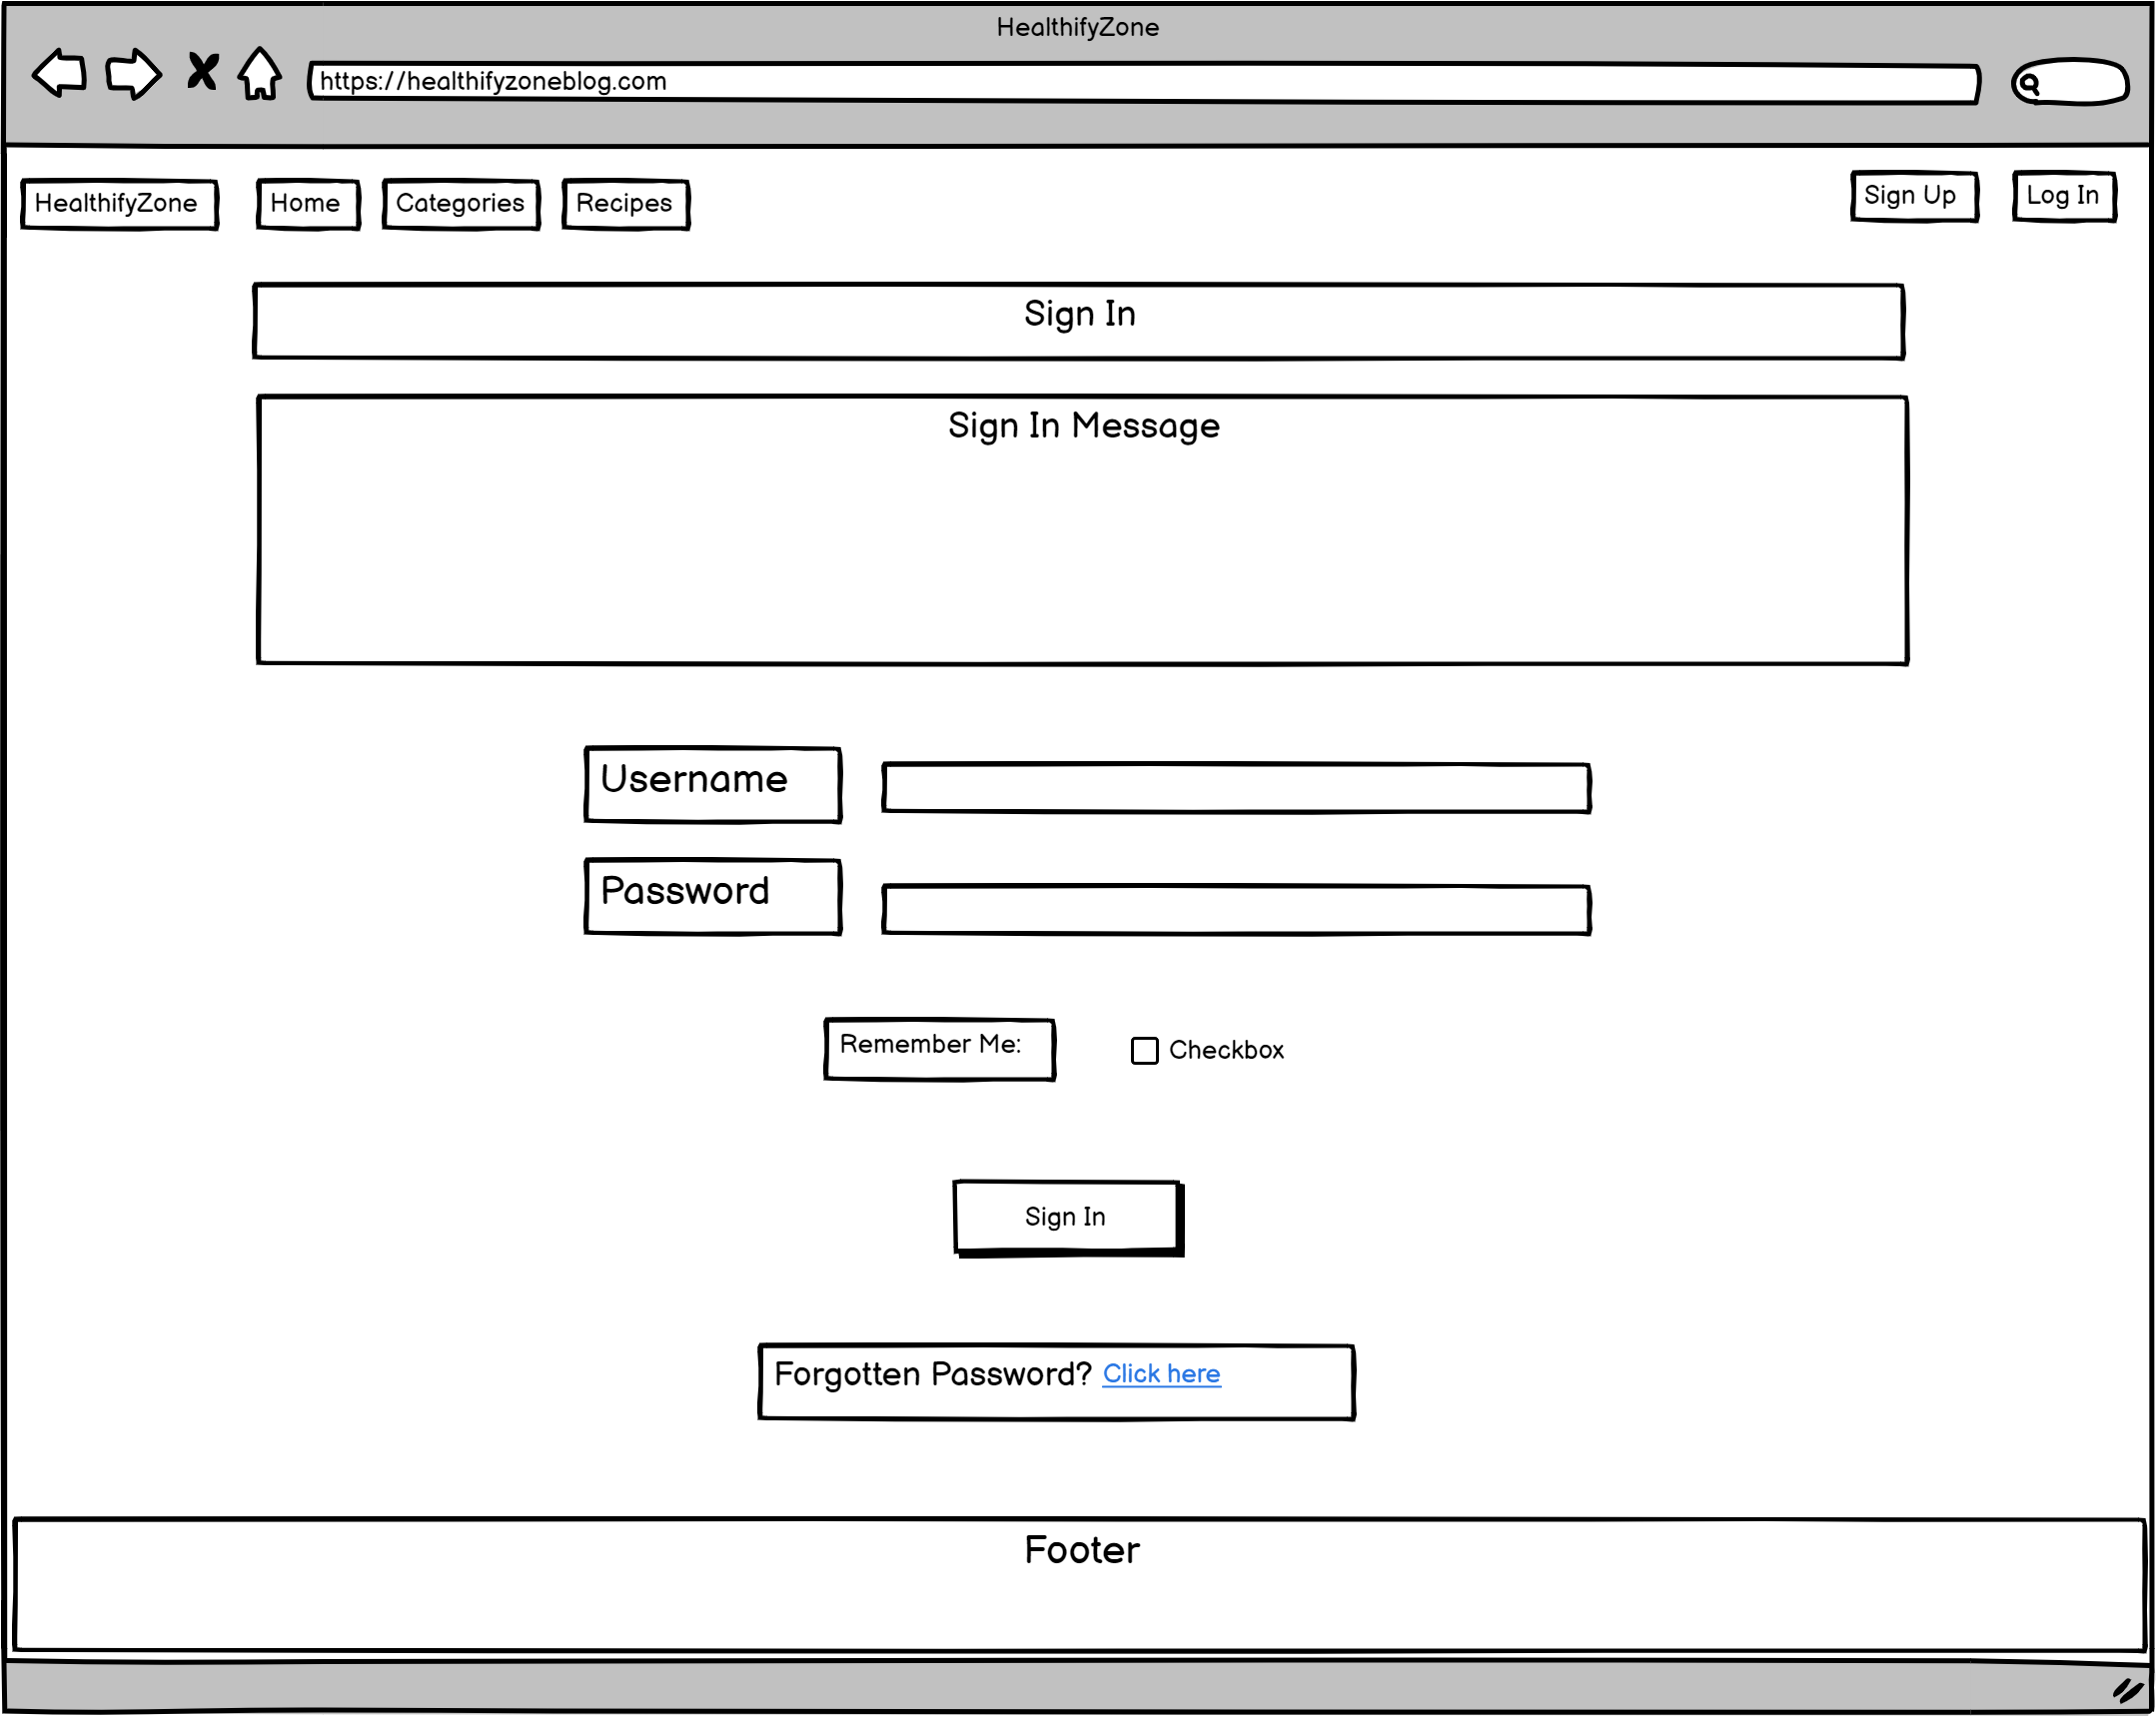 HealthifyZone
https://healthifyzoneblog.com
HealthifyZone Home Categories Recipes Sign Up Log In
Sign In
Sign In Message
Username
Password
Remember Me: Checkbox
Sign In
Forgotten Password? Click here
Footer